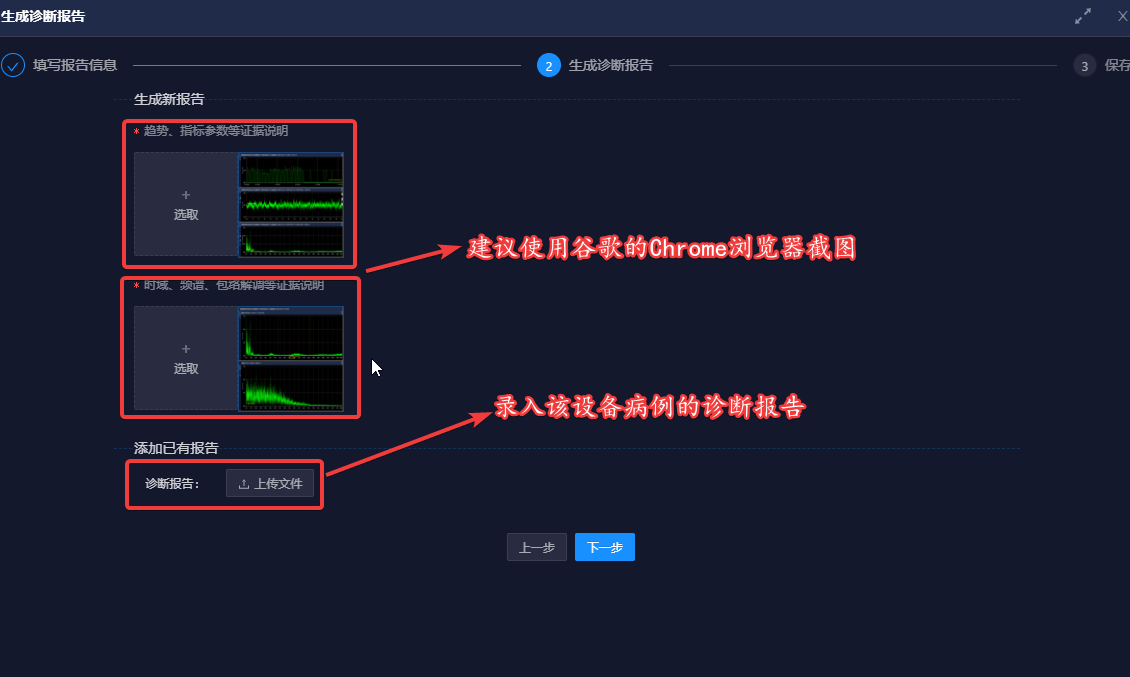 生成诊断报告
填写报告信息
2 生成诊断报告
3 保存
生成新报告
* 趋势、指标参数等证据说明
+
选取
建议使用谷歌的Chrome浏览器截图
* 时域、频谱、包络解调等证据说明
+
选取
录入该设备病例的诊断报告
添加已有报告
诊断报告: 上传文件
上一步 下一步